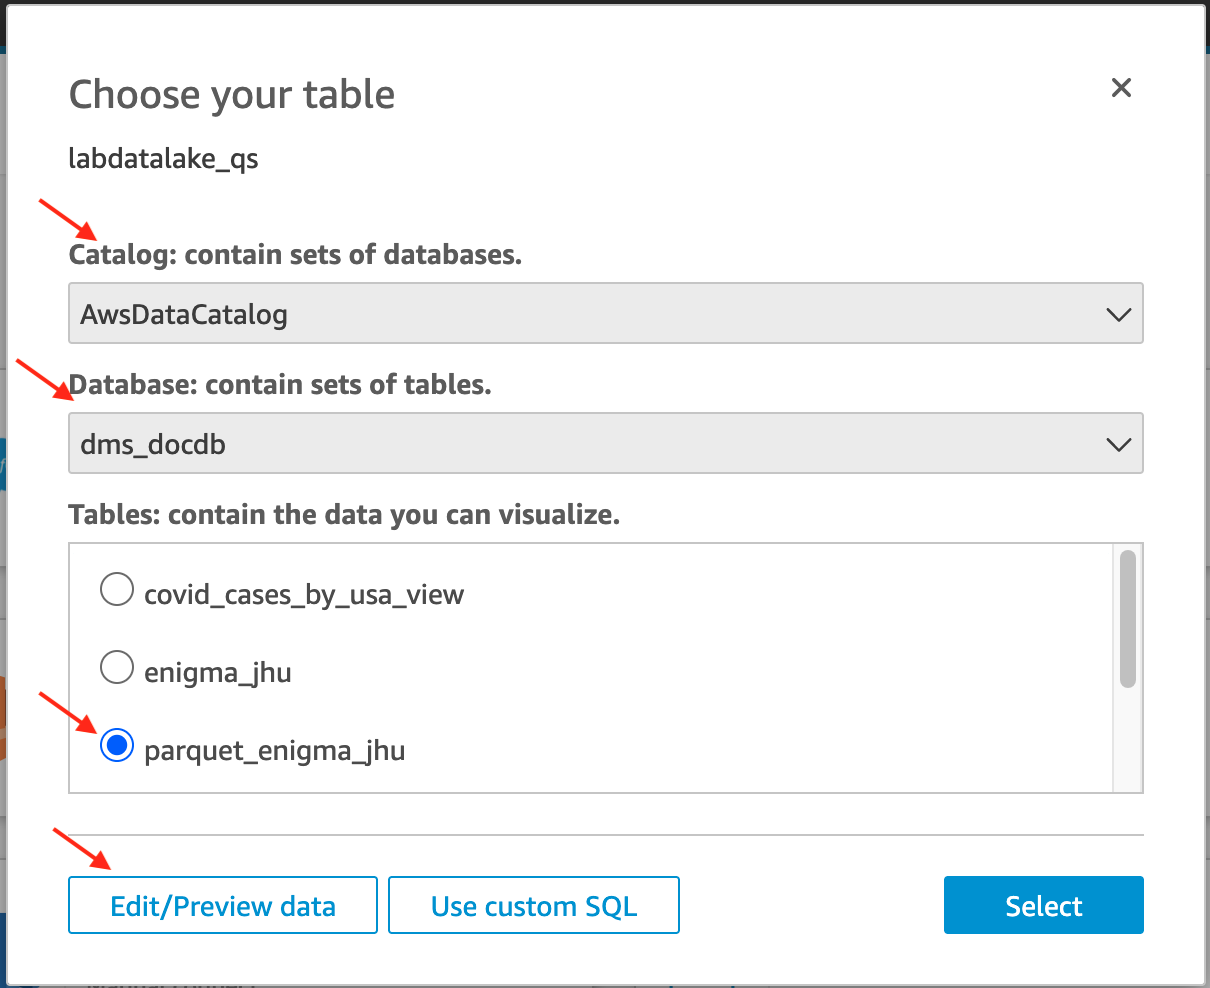 Choose your table
labdatalake_qs
Catalog: contain sets of databases.
AwsDataCatalog
Database: contain sets of tables.
dms_docdb
Tables: contain the data you can visualize.
covid_cases_by_usa_view
enigma_jhu
parquet_enigma_jhu
Edit/Preview data
Use custom SQL
Select